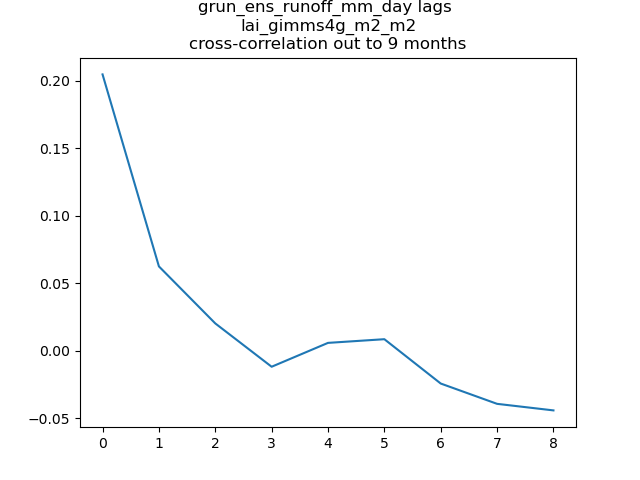 grun_ens_runoff_mm_day lags
lai_gimms4g_m2_m2
cross-correlation out to 9 months
0.20
0.15
0.10
0.05
0.00
−0.05
0 1 2 3 4 5 6 7 8